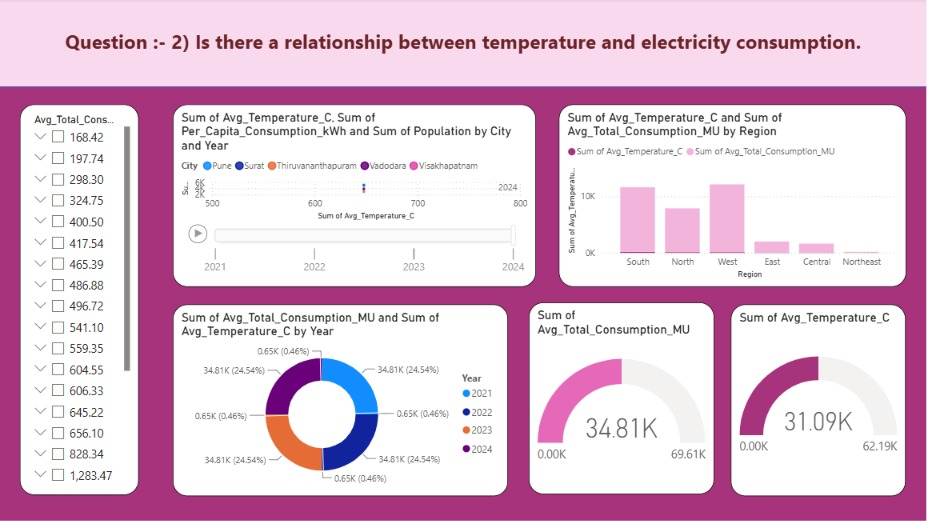 Question :- 2) Is there a relationship between temperature and electricity consumption.
Avg_Total_Cons...
168.42
197.74
298.30
324.75
400.50
417.54
465.39
486.88
496.72
541.10
559.35
604.55
606.33
645.22
656.10
828.34
1,283.47
Sum of Avg_Temperature_C, Sum of
Per_Capita_Consumption_kWh and Sum of Population by City
and Year
City Pune Surat Thiruvananthapuram Vadodara Visakhapatnam
Su...
6K
4K
2K
2024
500 600 700 800
Sum of Avg_Temperature_C
2021 2022 2023 2024
Sum of Avg_Temperature_C and Sum of
Avg_Total_Consumption_MU by Region
Sum of Avg_Temperature_C Sum of Avg_Total_Consumption_MU
Sum of Avg_Temperatu...
10K
0K
South North West East Central Northeast
Region
Sum of Avg_Total_Consumption_MU and Sum of
Avg_Temperature_C by Year
0.65K (0.46%)
34.81K (24.54%)
34.81K (24.54%)
0.65K (0.46%)
0.65K (0.46%)
34.81K (24.54%)
34.81K (24.54%)
0.65K (0.46%)
Year
2021
2022
2023
2024
Sum of
Avg_Total_Consumption_MU
34.81K
0.00K
69.61K
Sum of Avg_Temperature_C
31.09K
0.00K
62.19K